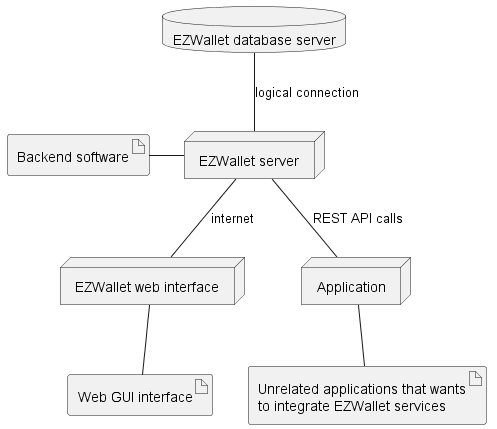 EZWallet database server
logical connection
Backend software
EZWallet server
internet
REST API calls
EZWallet web interface
Application
Web GUI interface
Unrelated applications that wants
to integrate EZWallet services